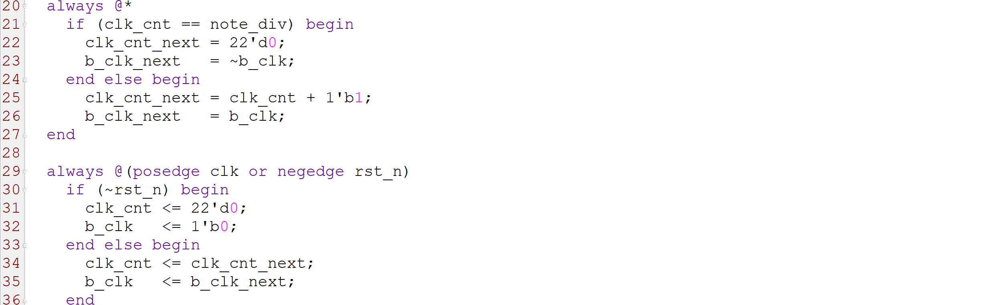 20 always @*
21 if (clk_cnt == note_div) begin
22 clk_cnt_next = 22'd0;
23 b_clk_next = ~b_clk;
24 end else begin
25 clk_cnt_next = clk_cnt + 1'b1;
26 b_clk_next = b_clk;
27 end
28
29 always @(posedge clk or negedge rst_n)
30 if (~rst_n) begin
31 clk_cnt <= 22'd0;
32 b_clk <= 1'b0;
33 end else begin
34 clk_cnt <= clk_cnt_next;
35 b_clk <= b_clk_next;
36 end